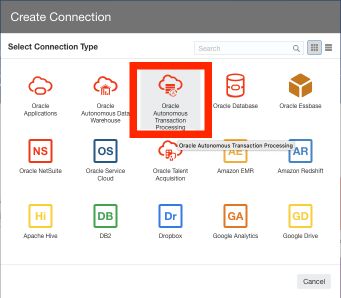 Create Connection
Select Connection Type
Search
Oracle Applications
Oracle Autonomous Data Warehouse
Oracle Autonomous Transaction Processing
Oracle Database
Oracle Essbase
Oracle Autonomous Transaction Processing
NS
OS
AE
AR
Oracle NetSuite
Oracle Service Cloud
Oracle Talent Acquisition
Amazon EMR
Amazon Redshift
Hi
DB
Dr
GA
GD
Apache Hive
DB2
Dropbox
Google Analytics
Google Drive
Cancel